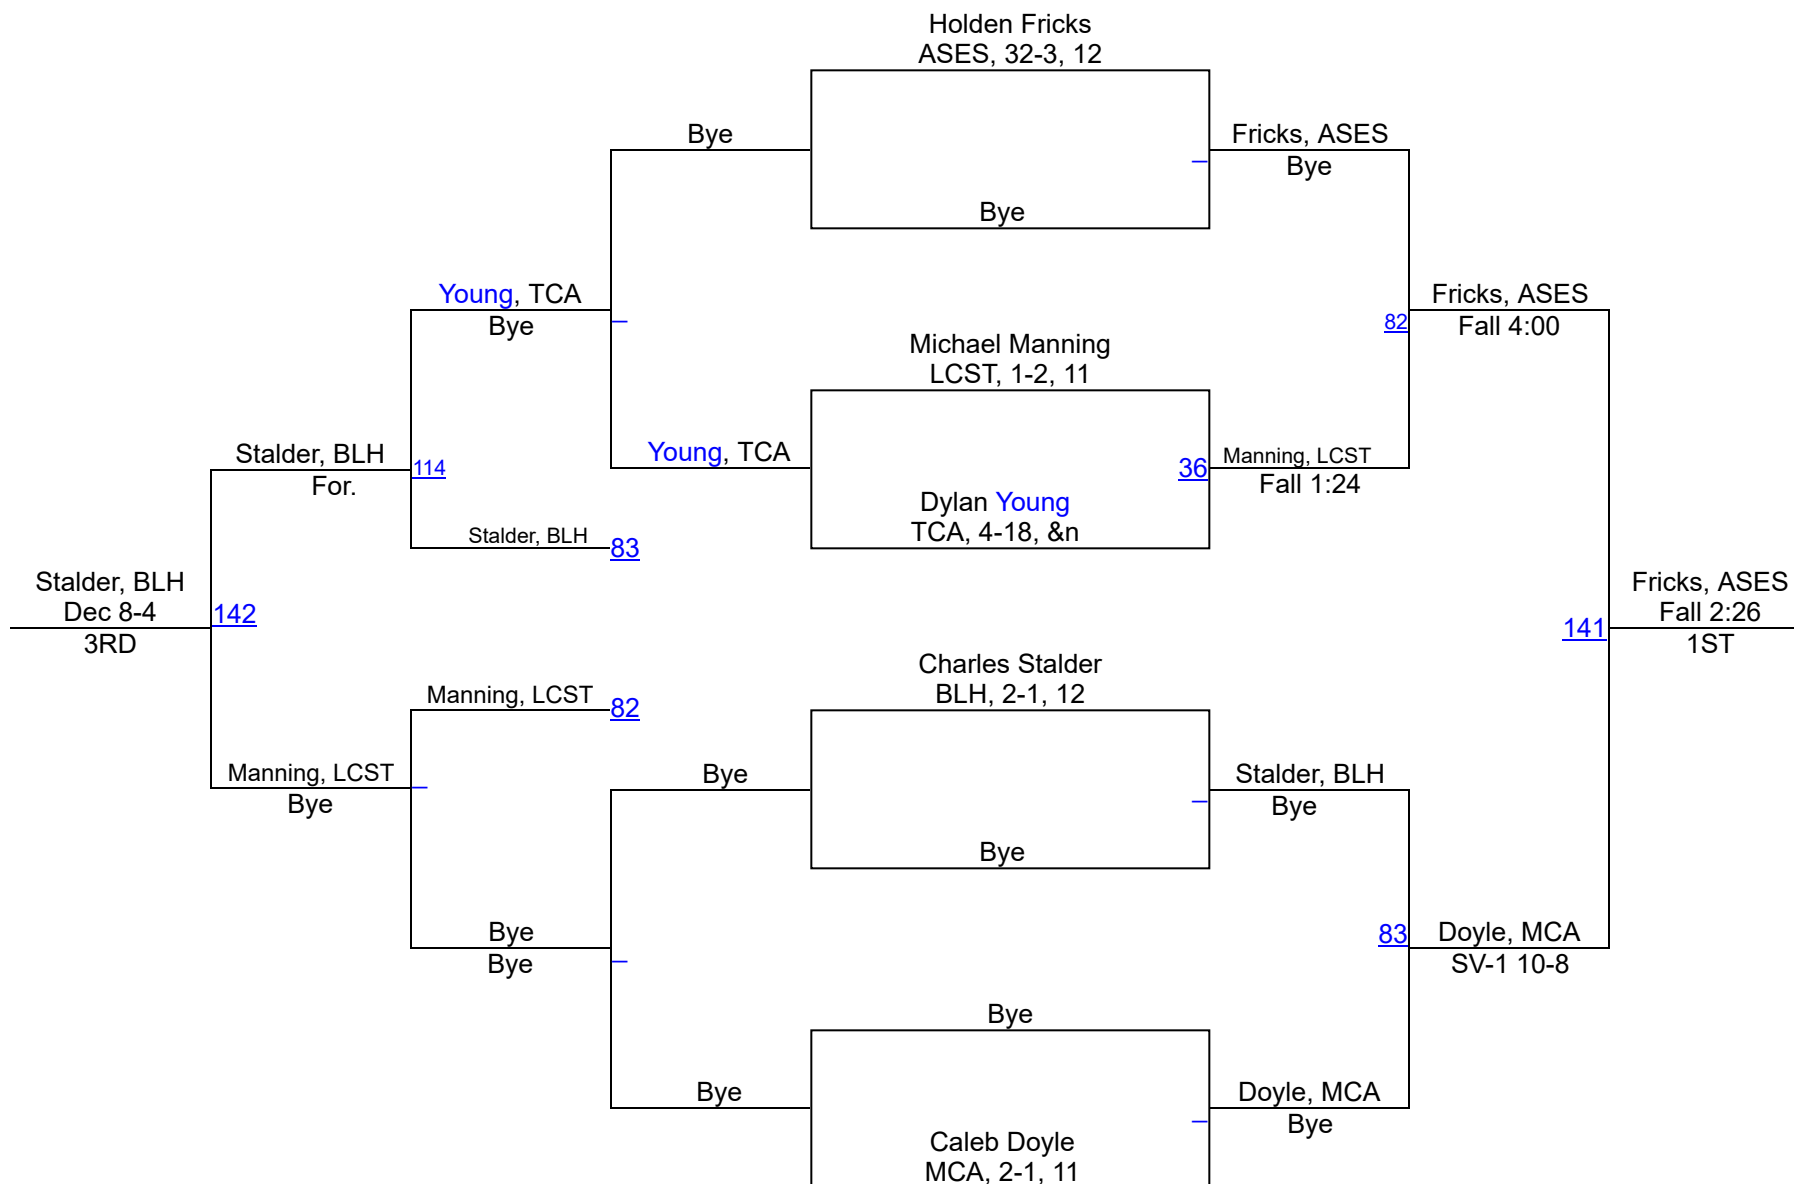 Holden Fricks
ASES, 32-3, 12
Bye
Fricks, ASES
Bye
Bye
Young, TCA
Bye
Fricks, ASES
Fall 4:00
82
Michael Manning
LCST, 1-2, 11
Stalder, BLH
For.
114
Young, TCA
36
Manning, LCST
Fall 1:24
Dylan Young
TCA, 4-18, &n
Stalder, BLH
83
Stalder, BLH
Dec 8-4
3RD
142
141
Fricks, ASES
Fall 2:26
1ST
Charles Stalder
BLH, 2-1, 12
Manning, LCST
82
Manning, LCST
Bye
Bye
Stalder, BLH
Bye
Bye
Bye
Bye
83
Doyle, MCA
SV-1 10-8
Bye
Bye
Doyle, MCA
Bye
Caleb Doyle
MCA, 2-1, 11